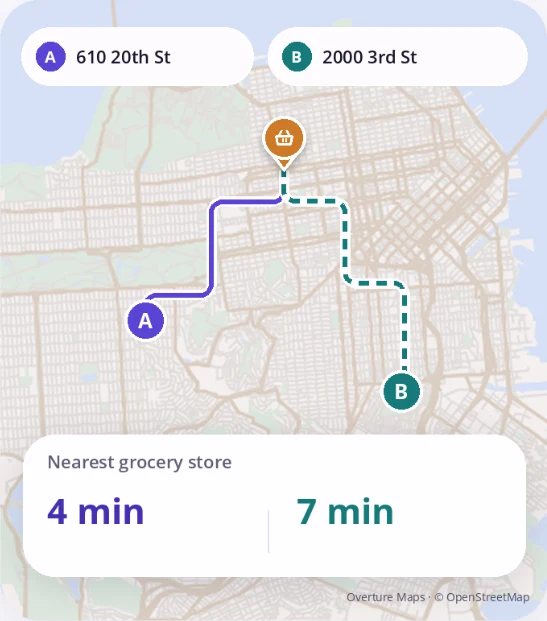 A 610 20th St
B 2000 3rd St
A
B
Nearest grocery store
4 min 7 min
Overture Maps · © OpenStreetMap